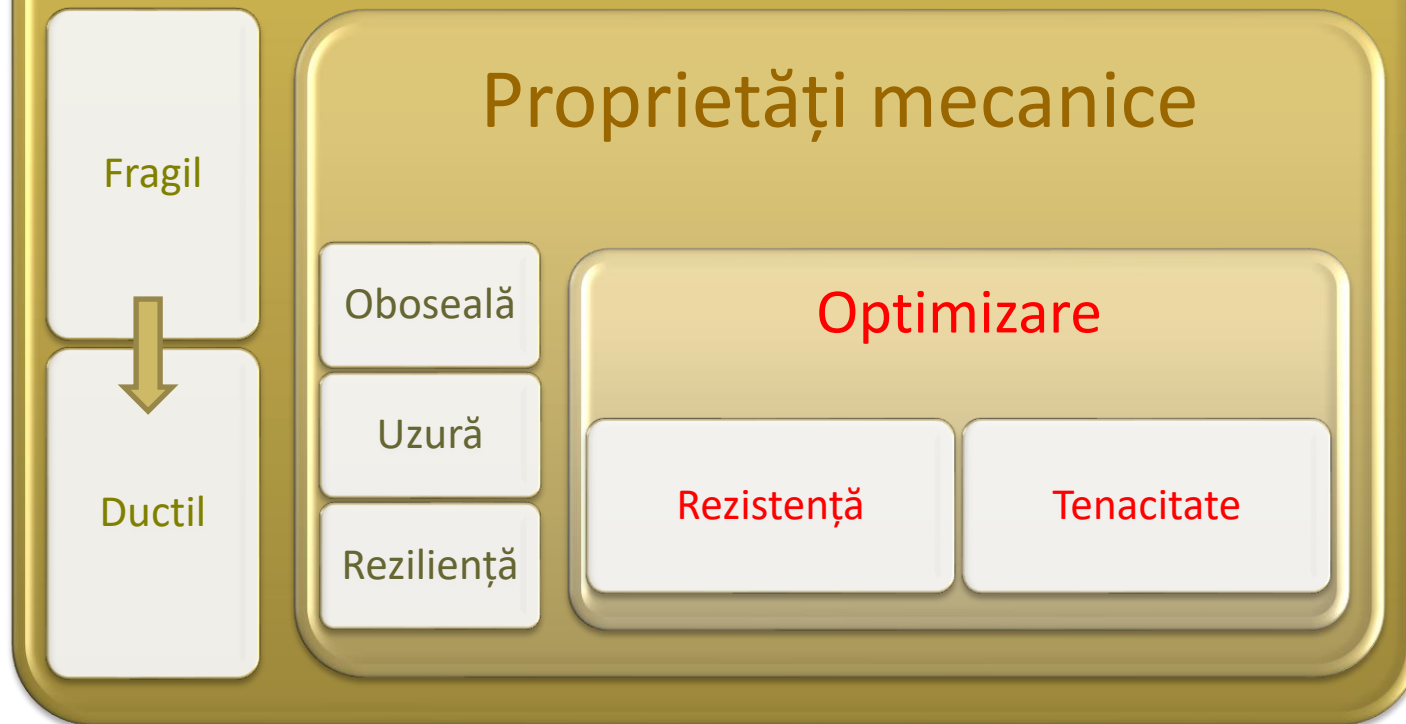 Fragil
Ductil
Proprietăți mecanice
Oboseală
Uzură
Reziliență
Optimizare
Rezistență
Tenacitate